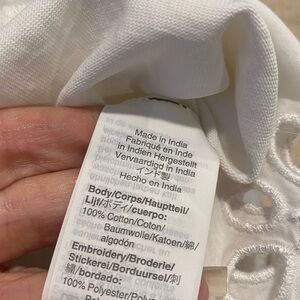 Made in India
Fabriqué en Inde
in Indien Hergestellt
Vervaardigd in India
インド製
Hecho en India
Body/Corps/Hauptteil/
Lijf/ボディ/cuerpo:
100% Cotton/Coton/
Baumwolle/Katoen/綿/
algodón
Embroidery/Broderie/
Stickerei/Borduursel/刺
繍/bordado:
100% Polyester/Polyes